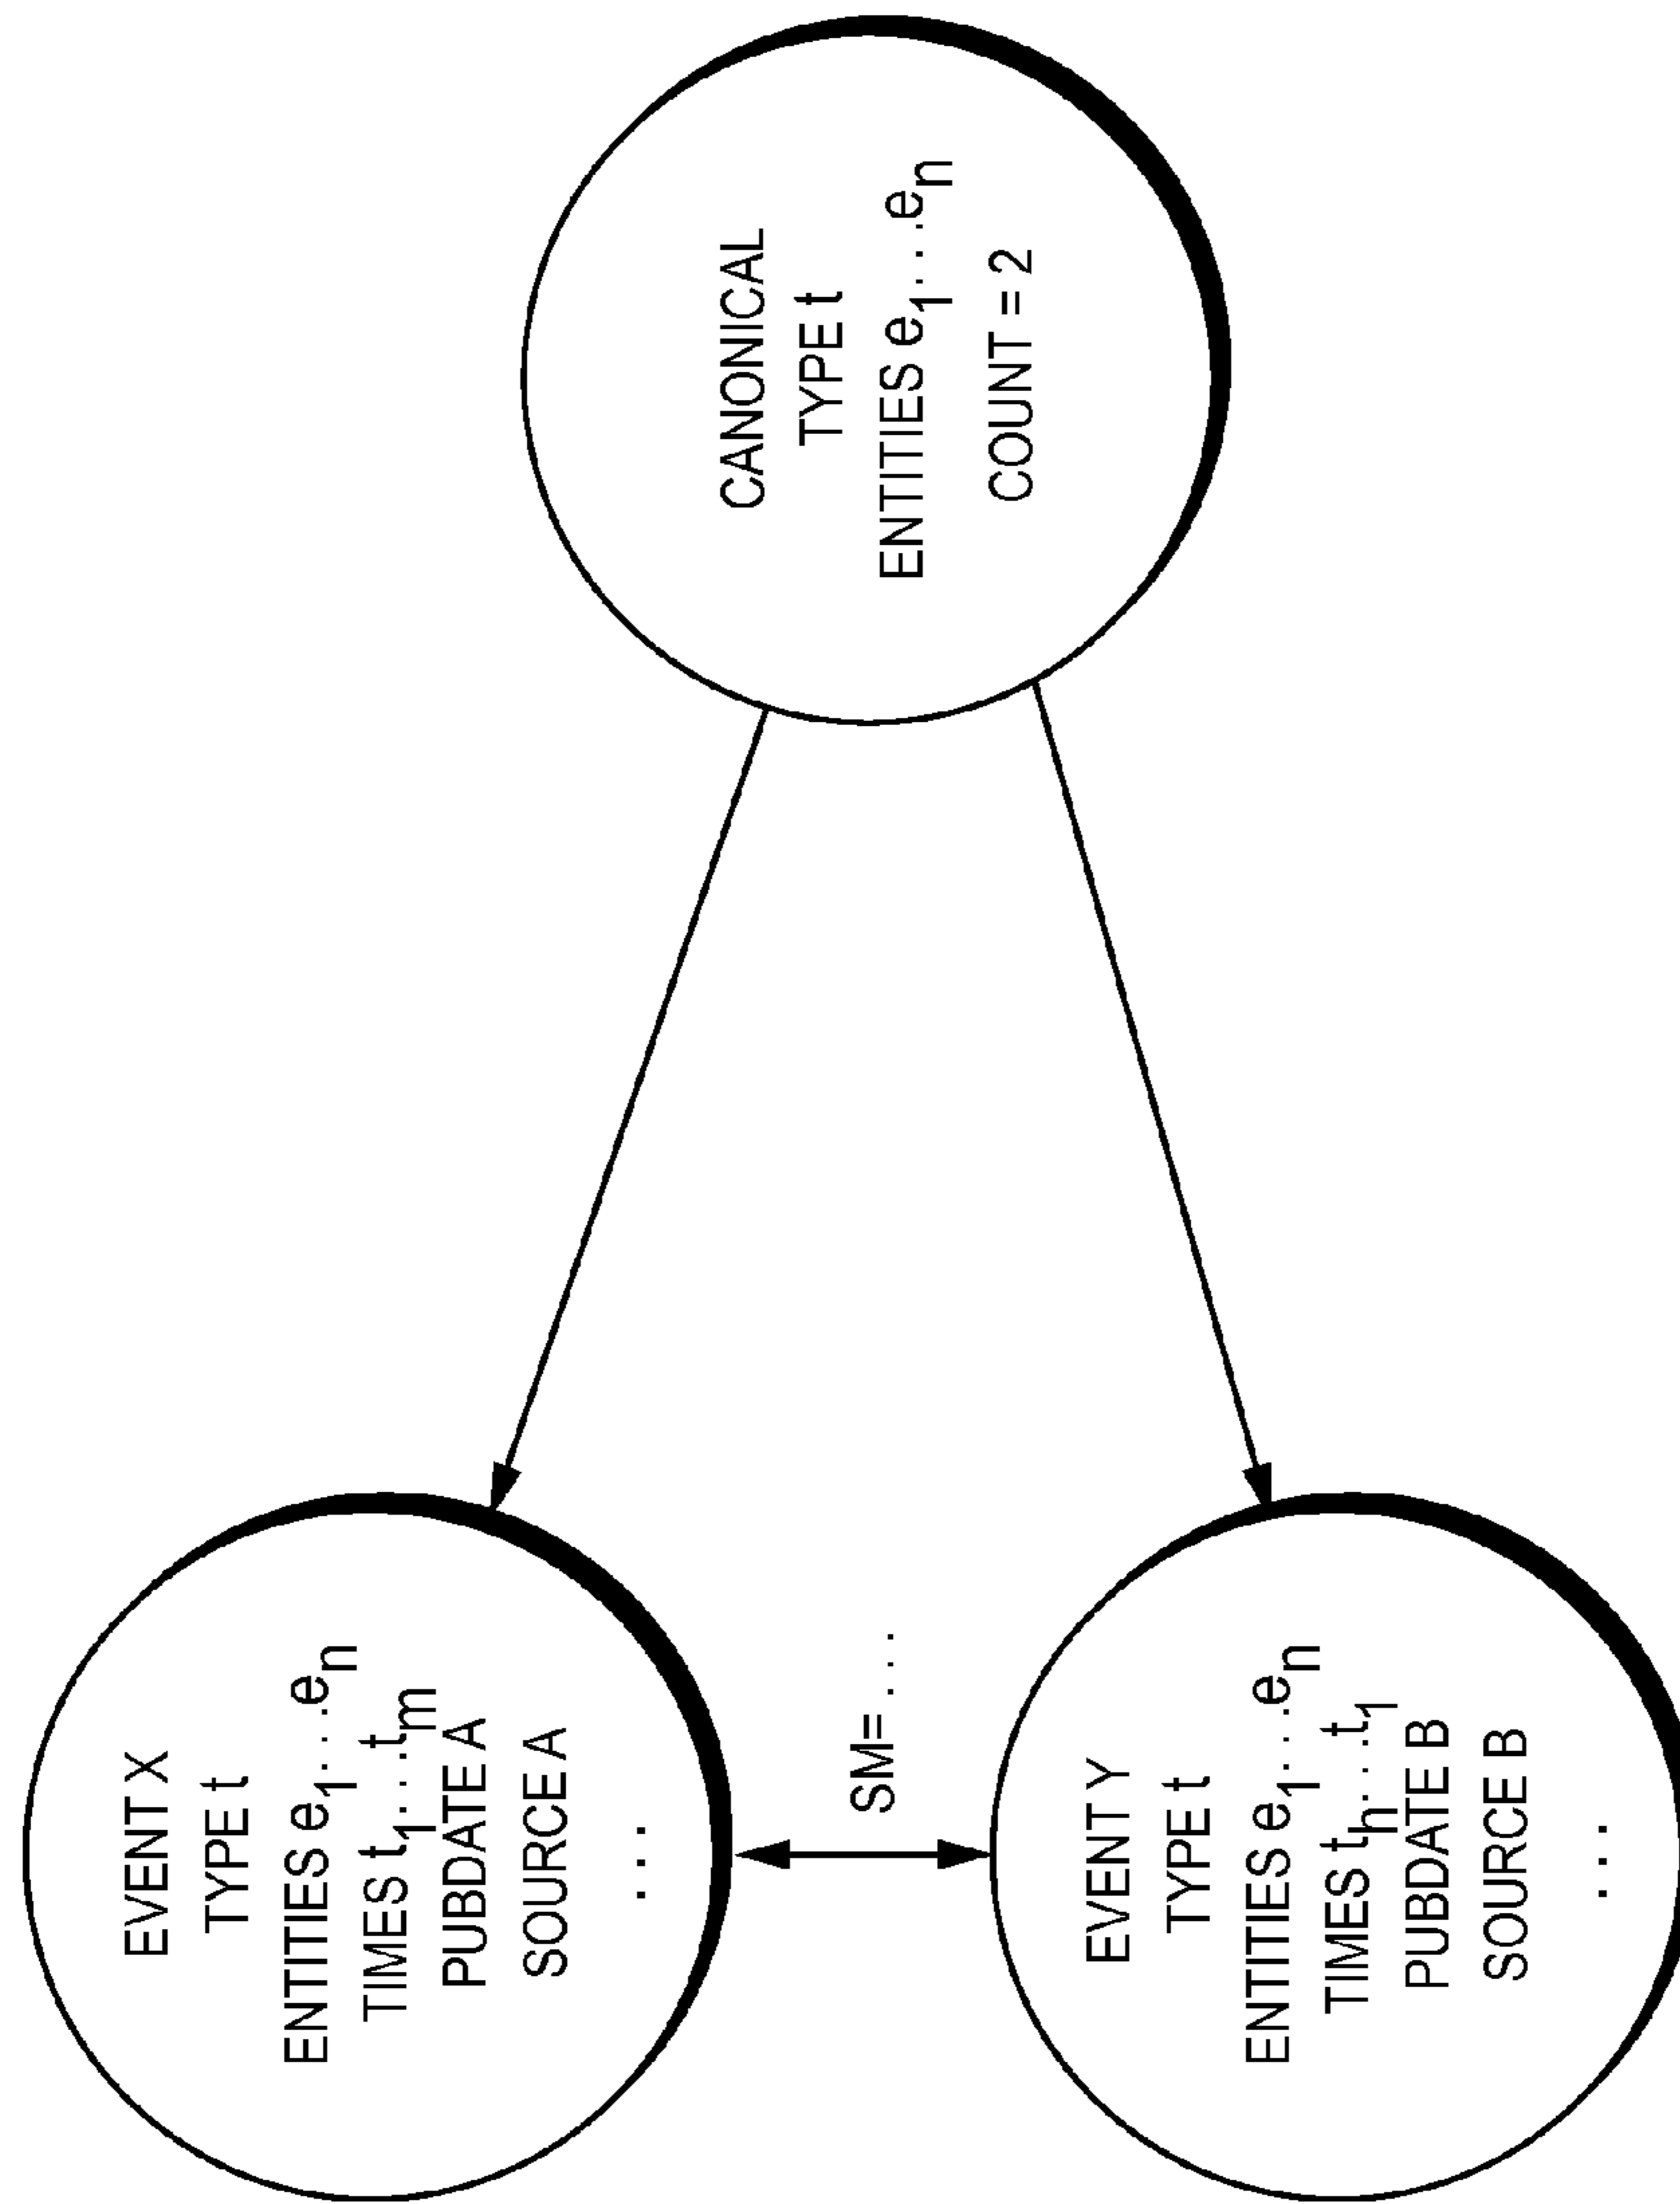 EVENT X
TYPE t
ENTITIES e1...en
TIMES t1...tm
PUBDATE A
SOURCE A
...
SM=...
EVENT Y
TYPE t
ENTITIES e1...en
TIMES th...t1
PUBDATE B
SOURCE B
...
CANONICAL
TYPE t
ENTITIES e1...en
COUNT = 2